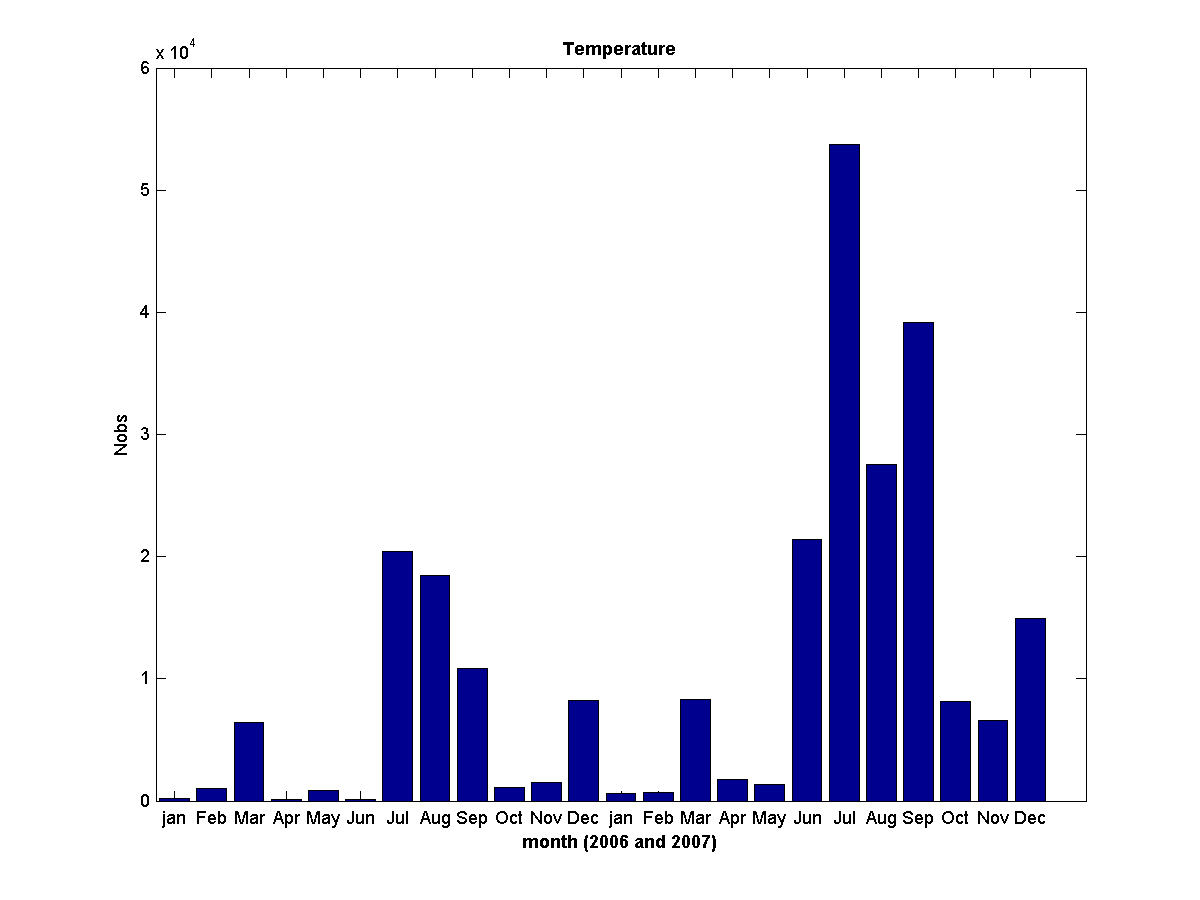 Temperature
x 10^4
6
5
4
3
2
1
0
Nobs
jan Feb Mar Apr May Jun Jul Aug Sep Oct Nov Dec jan Feb Mar Apr May Jun Jul Aug Sep Oct Nov Dec
month (2006 and 2007)